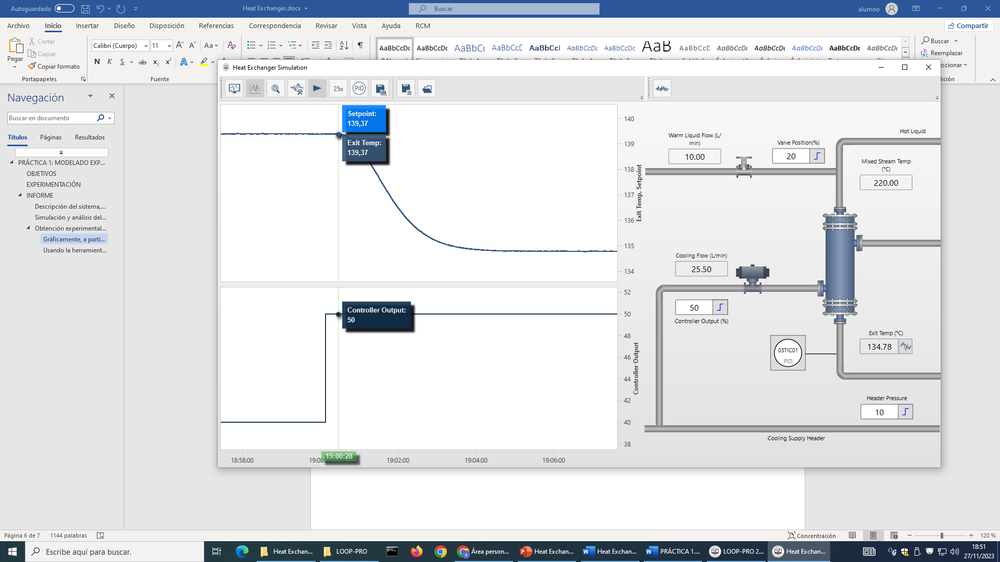 Autoguardado
Heat Exchanger.docx
Buscar
alumno
Archivo
Inicio
Insertar
Diseño
Disposición
Referencias
Correspondencia
Revisar
Vista
Ayuda
RCM
Compartir
Pegar
Cortar
Copiar
Copiar formato
Portapapeles
Calibri (Cuerpo)
11
Aa
N K S ab x₂ x²
Fuente
AaBbCcDc
AaBbCcDc
AaBbC
AaBbCcD
AaBbCcI
AaBbCcDc
AaBbCcDc
AaB
AaBbCcD
AaBbCcDc
AaBbCcDc
AaBbCcDc
AaBbCcDc
Buscar
Reemplazar
eccionar
dición
Navegación
Buscar en documento
Títulos
Páginas
Resultados
PRÁCTICA 1: MODELADO EXP...
OBJETIVOS
EXPERIMENTACIÓN
INFORME
Descripción del sistema,...
Simulación y análisis del...
Obtención experimental...
Gráficamente, a parti...
Usando la herramient...
Heat Exchanger Simulation
25x
PID
Setpoint:
139,37
Exit Temp:
139,37
140
139
138
137
136
135
134
Exit Temp, Setpoint
Controller Output:
50
52
50
48
46
44
42
40
38
Controller Output
18:58:00
19:00:00
19:00:28
19:02:00
19:04:00
19:06:00
Warm Liquid Flow (L/
min)
10.00
Valve Position(%)
20
Hot Liquid
Mixed Stream Temp
(°C)
220.00
Cooling Flow (L/min)
25.50
50
Controller Output (%)
03TIC01
PID
Exit Temp (°C)
134.78
Header Pressure
10
Cooling Supply Header
Página 6 de 7
1144 palabras
Concentración
120 %
Escribe aquí para buscar.
Heat Exchan...
LOOP-PRO
Área person...
Heat Exchan...
Heat Exchan...
PRÁCTICA 1....
LOOP-PRO 2...
Heat Exchan...
18:51
27/11/2023